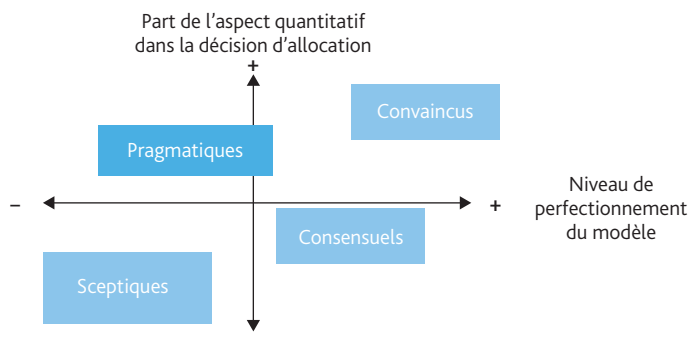 Part de l'aspect quantitatif
dans la décision d'allocation
+
Convaincus
Pragmatiques
– +
Niveau de
perfectionnement
du modèle
Consensuels
Sceptiques